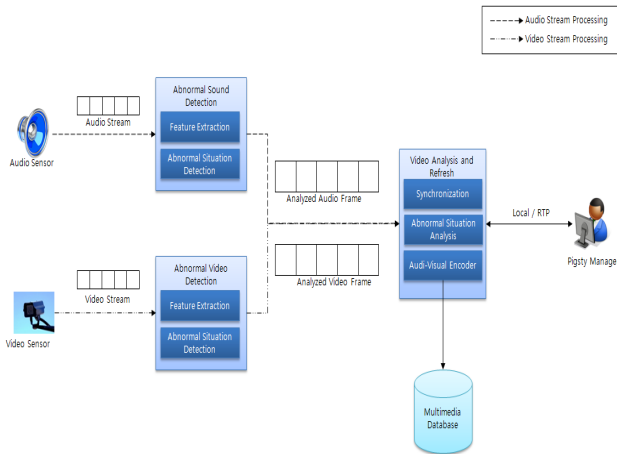 Audio Stream Processing
Video Stream Processing
Abnormal Sound
Detection
Feature Extraction
Abnormal Situation
Detection
Audio Stream
Audio Sensor
Analyzed Audio Frame
Video Analysis and
Refresh
Synchronization
Abnormal Situation
Analysis
Audi-Visual Encoder
Local / RTP
Pigsty Manage
Analyzed Video Frame
Abnormal Video
Detection
Feature Extraction
Abnormal Situation
Detection
Video Stream
Video Sensor
Multimedia
Database